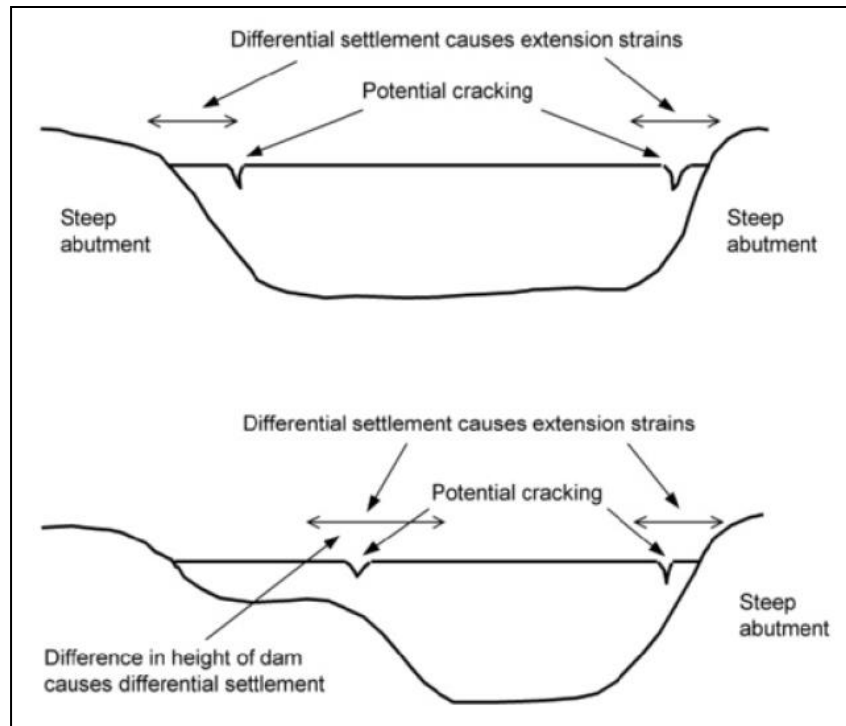 Differential settlement causes extension strains
Potential cracking
Steep
abutment
Steep
abutment
Differential settlement causes extension strains
Potential cracking
Steep
abutment
Difference in height of dam
causes differential settlement